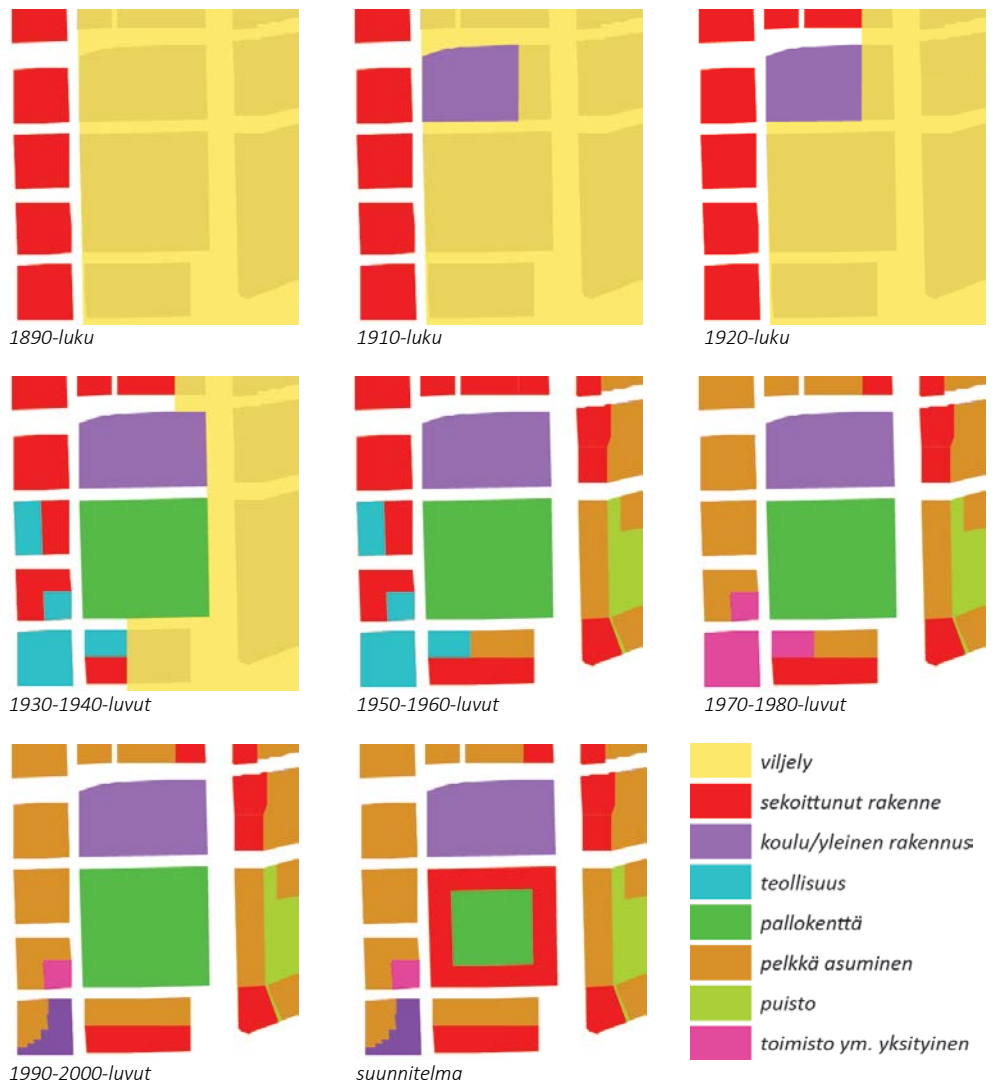 1890-luku
1910-luku
1920-luku
1930-1940-luvut
1950-1960-luvut
1970-1980-luvut
1990-2000-luvut
suunnitelma
viljely
sekoittunut rakenne
koulu/yleinen rakennus
teollisuus
pallokenttä
pelkkä asuminen
puisto
toimisto ym. yksityinen